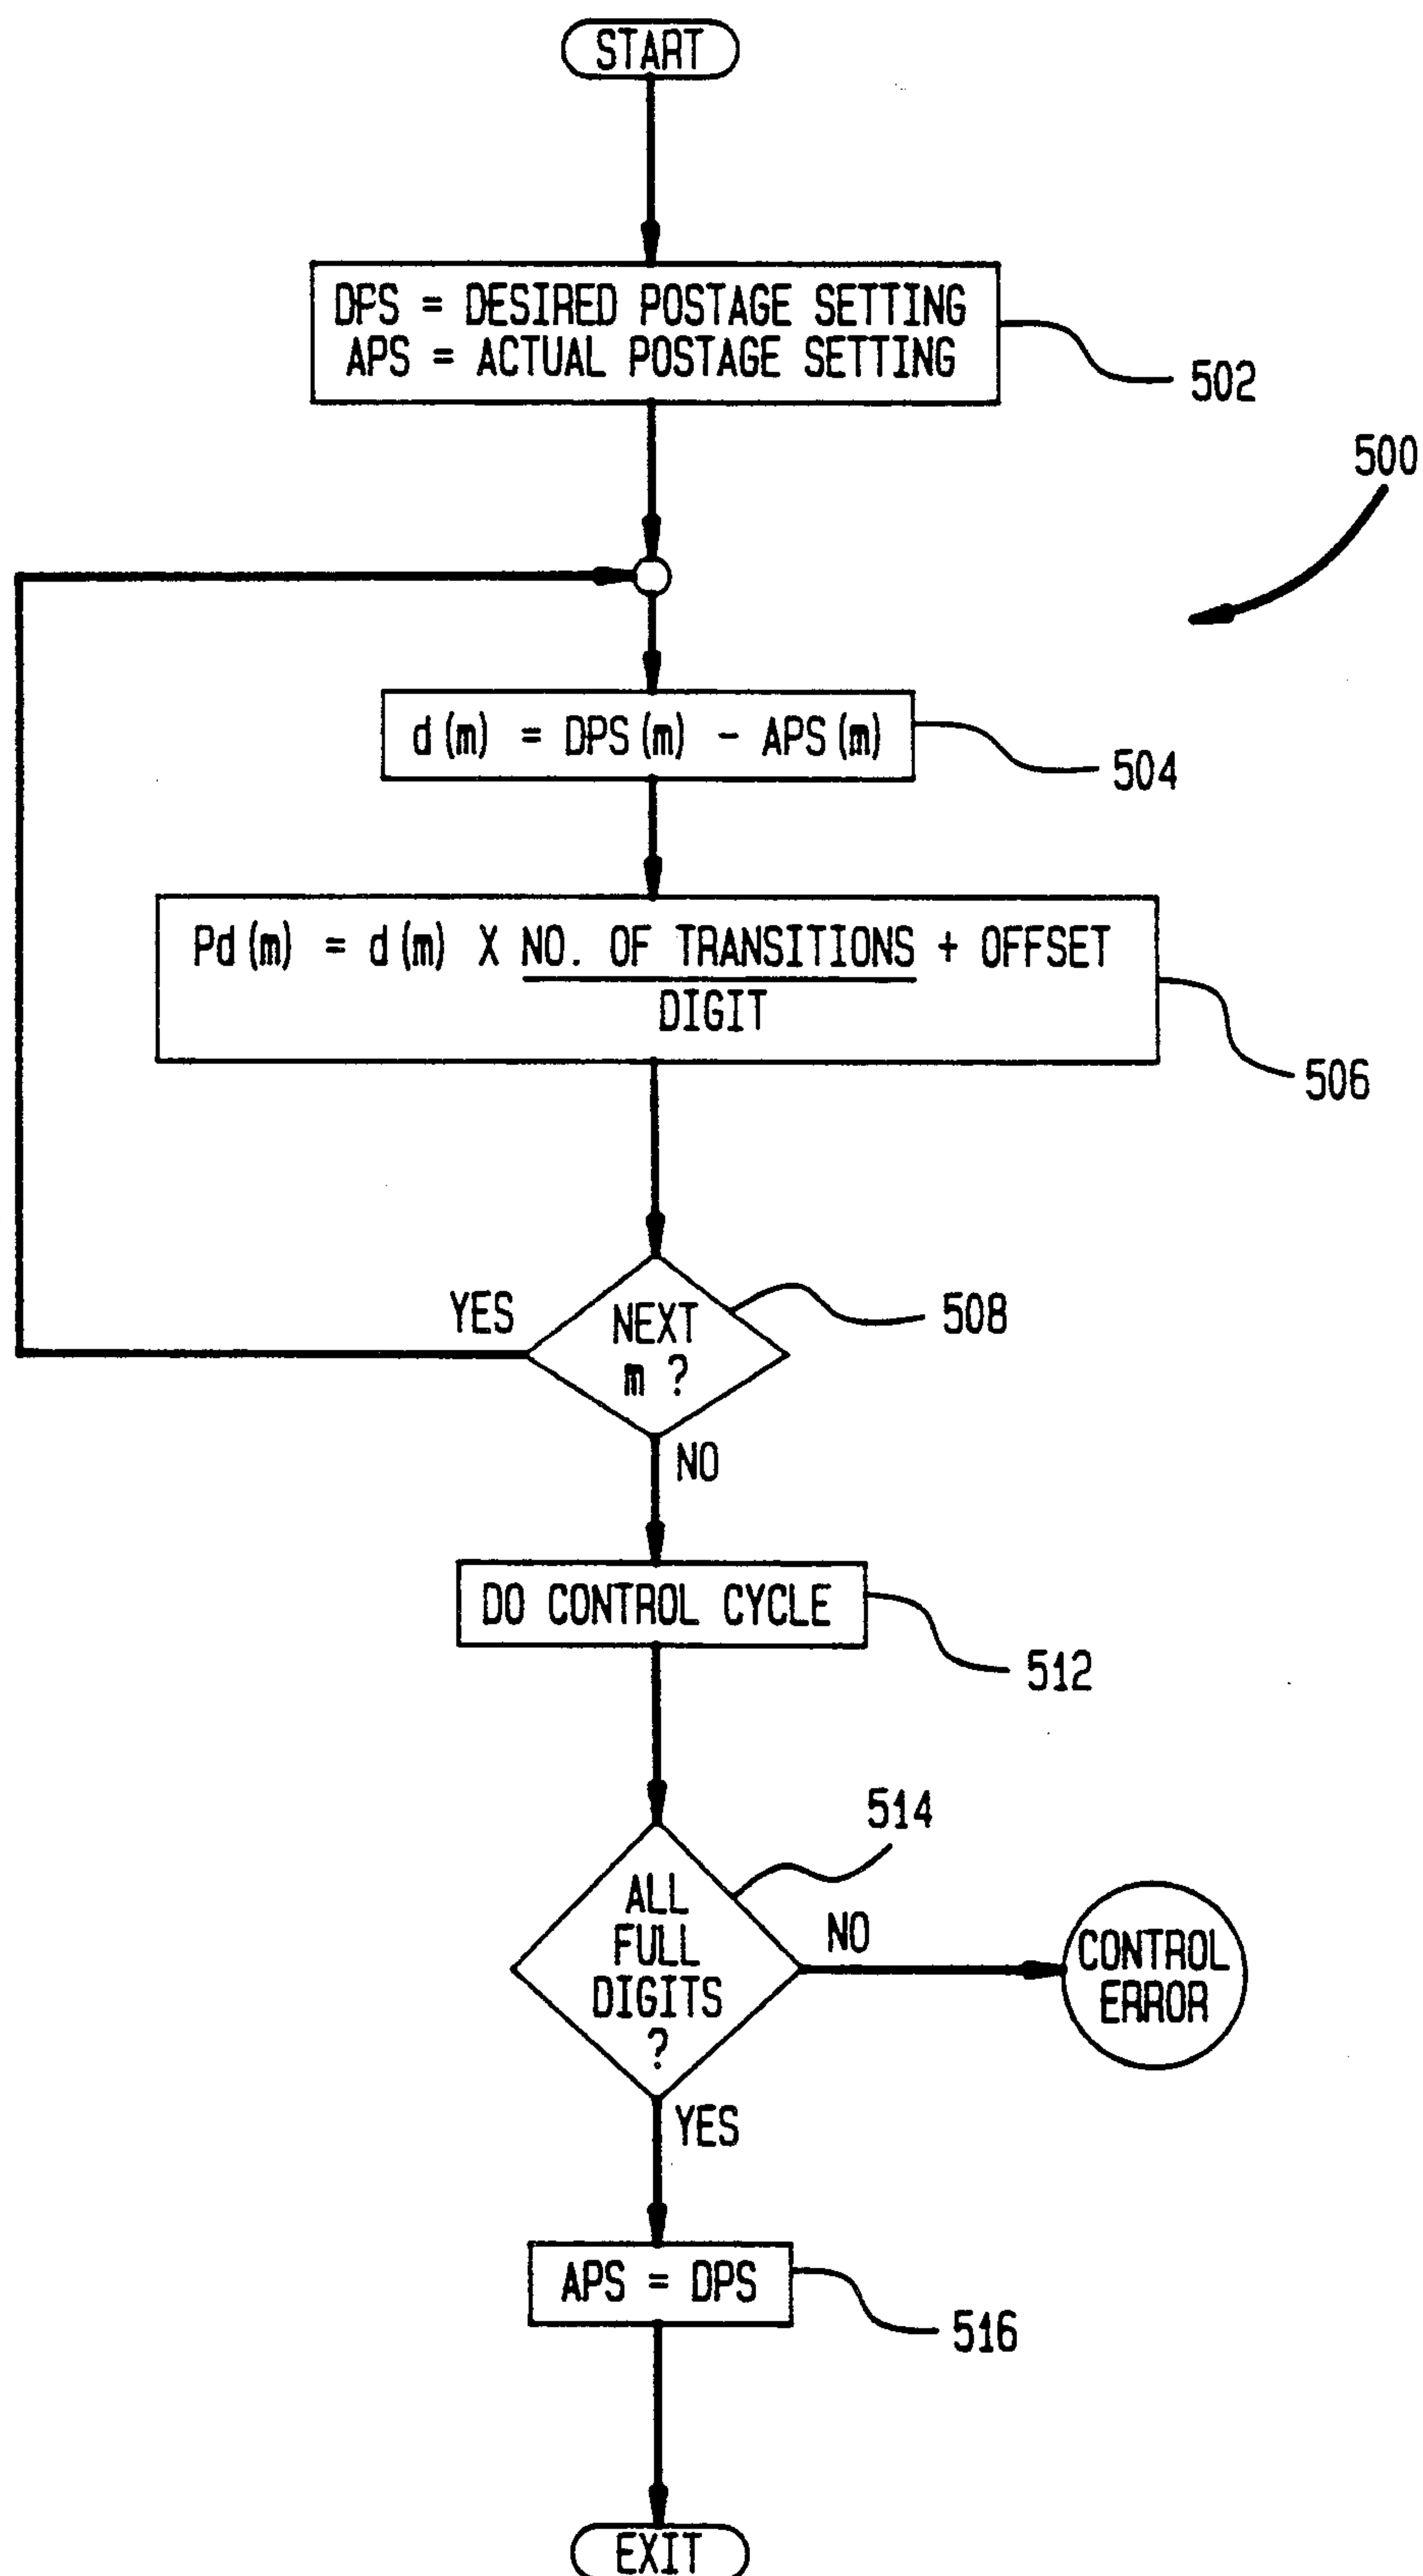 START
DPS = DESIRED POSTAGE SETTING
APS = ACTUAL POSTAGE SETTING
502
500
d(m) = DPS(m) - APS(m)
504
Pd(m) = d(m) X NO. OF TRANSITIONS + OFFSET
DIGIT
506
YES
NEXT
m ?
508
NO
DO CONTROL CYCLE
512
514
ALL
FULL
DIGITS
?
NO
CONTROL
ERROR
YES
APS = DPS
516
EXIT